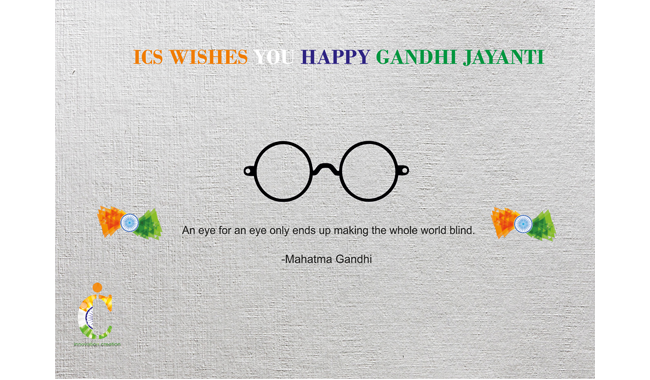 ICS WISHES YOU HAPPY GANDHI JAYANTI
An eye for an eye only ends up making the whole world blind.
-Mahatma Gandhi